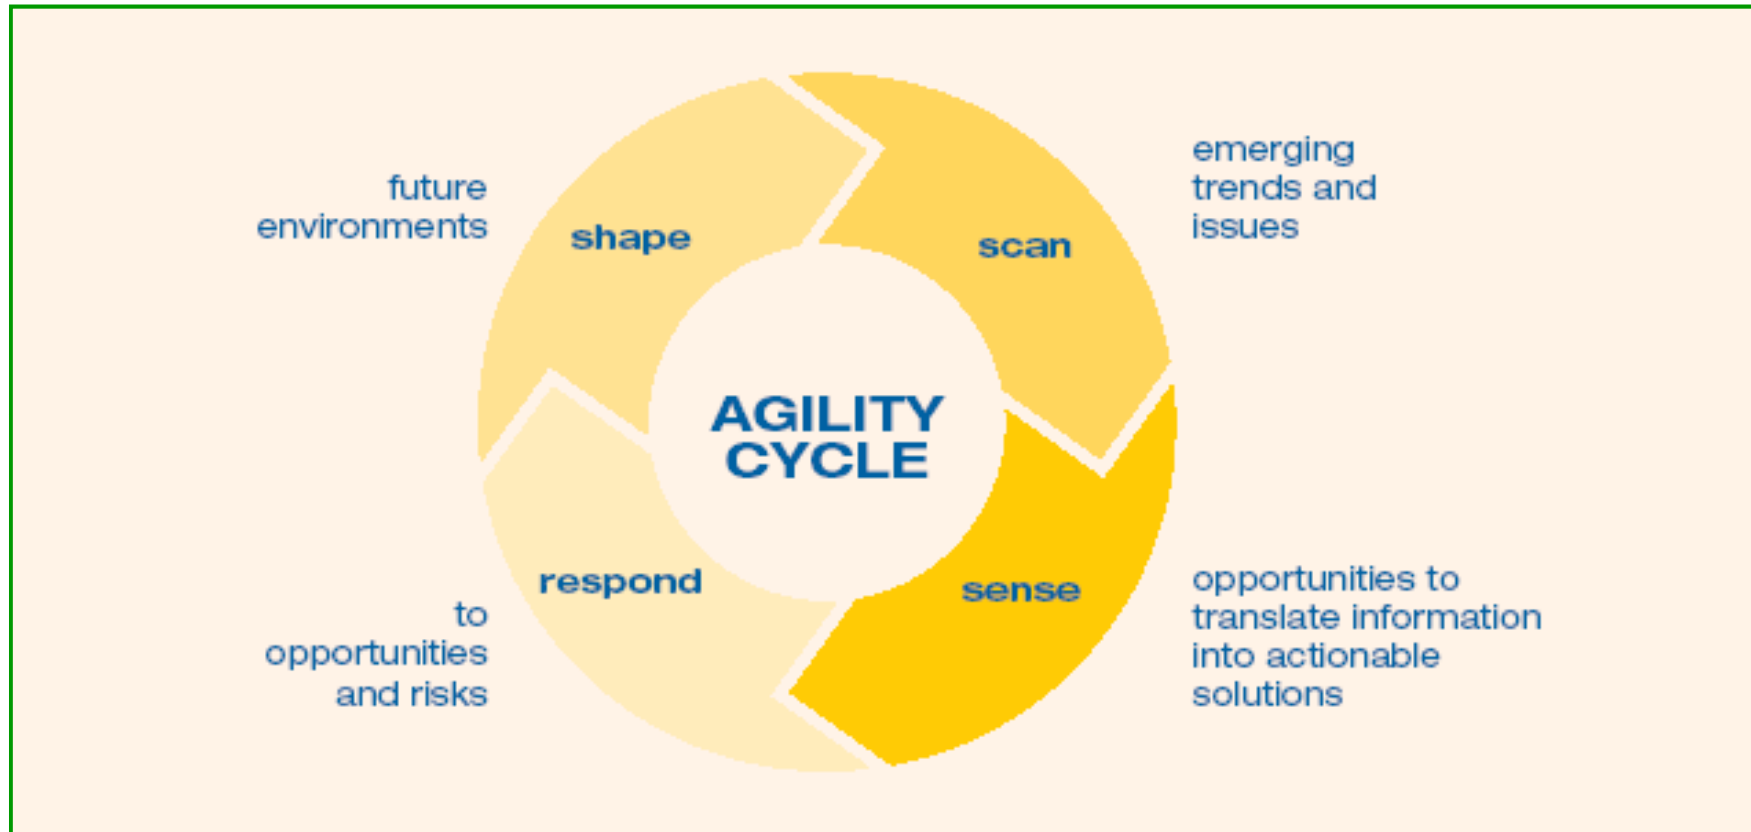 AGILITY
CYCLE
scan
emerging
trends and
issues
sense
opportunities to
translate information
into actionable
solutions
respond
to
opportunities
and risks
shape
future
environments